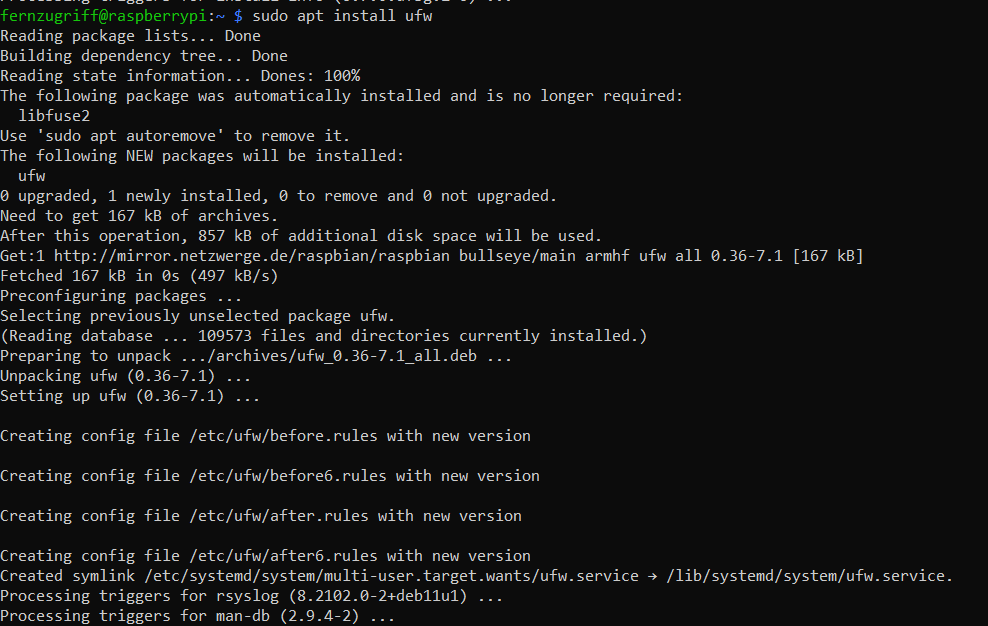 fernzugriff@raspberrypi:~ $ sudo apt install ufw
Reading package lists... Done
Building dependency tree... Done
Reading state information... Dones: 100%
The following package was automatically installed and is no longer required:
  libfuse2
Use 'sudo apt autoremove' to remove it.
The following NEW packages will be installed:
  ufw
0 upgraded, 1 newly installed, 0 to remove and 0 not upgraded.
Need to get 167 kB of archives.
After this operation, 857 kB of additional disk space will be used.
Get:1 http://mirror.netzwerge.de/raspbian/raspbian bullseye/main armhf ufw all 0.36-7.1 [167 kB]
Fetched 167 kB in 0s (497 kB/s)
Preconfiguring packages ...
Selecting previously unselected package ufw.
(Reading database ... 109573 files and directories currently installed.)
Preparing to unpack .../archives/ufw_0.36-7.1_all.deb ...
Unpacking ufw (0.36-7.1) ...
Setting up ufw (0.36-7.1) ...

Creating config file /etc/ufw/before.rules with new version

Creating config file /etc/ufw/before6.rules with new version

Creating config file /etc/ufw/after.rules with new version

Creating config file /etc/ufw/after6.rules with new version
Created symlink /etc/systemd/system/multi-user.target.wants/ufw.service → /lib/systemd/system/ufw.service.
Processing triggers for rsyslog (8.2102.0-2+deb11u1) ...
Processing triggers for man-db (2.9.4-2) ...